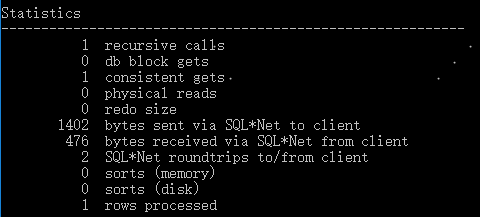 Statistics
----------------------------------------------------------
1 recursive calls
0 db block gets
1 consistent gets
0 physical reads
0 redo size
1402 bytes sent via SQL*Net to client
476 bytes received via SQL*Net from client
2 SQL*Net roundtrips to/from client
0 sorts (memory)
0 sorts (disk)
1 rows processed